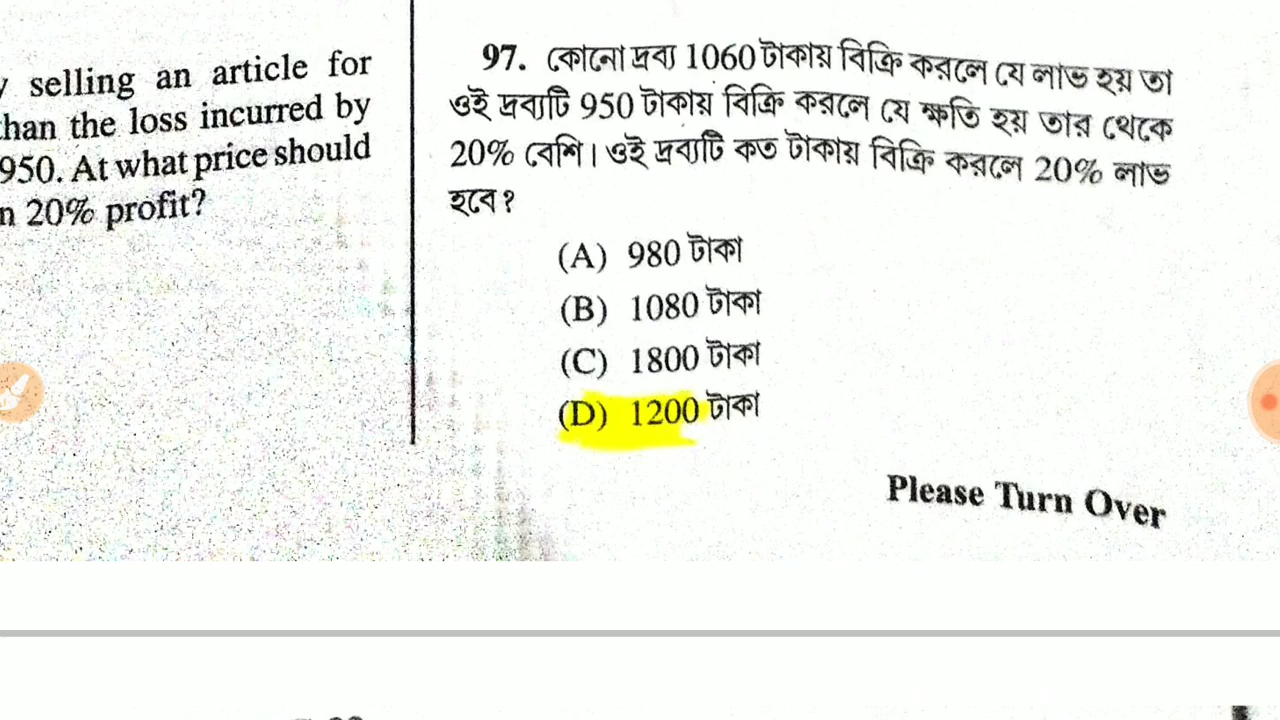 selling an article for
than the loss incurred by
950. At what price should
20% profit?
97. কোনো দ্রব্য 1060 টাকায় বিক্রি করলে যে লাভ হয় তা
ওই দ্রব্যটি 950 টাকায় বিক্রি করলে যে ক্ষতি হয় তার থেকে
20% বেশি। ওই দ্রব্যটি কত টাকায় বিক্রি করলে 20% লাভ
হবে?
(A) 980 টাকা
(B) 1080 টাকা
(C) 1800 টাকা
(D) 1200 টাকা
Please Turn Over